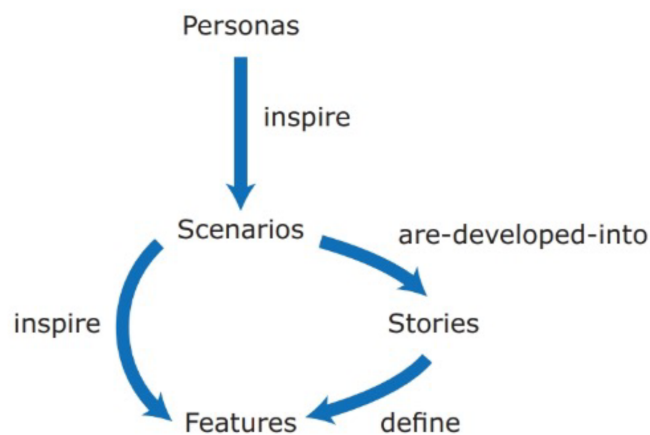 Personas
inspire
Scenarios
are-developed-into
inspire
Stories
Features
define